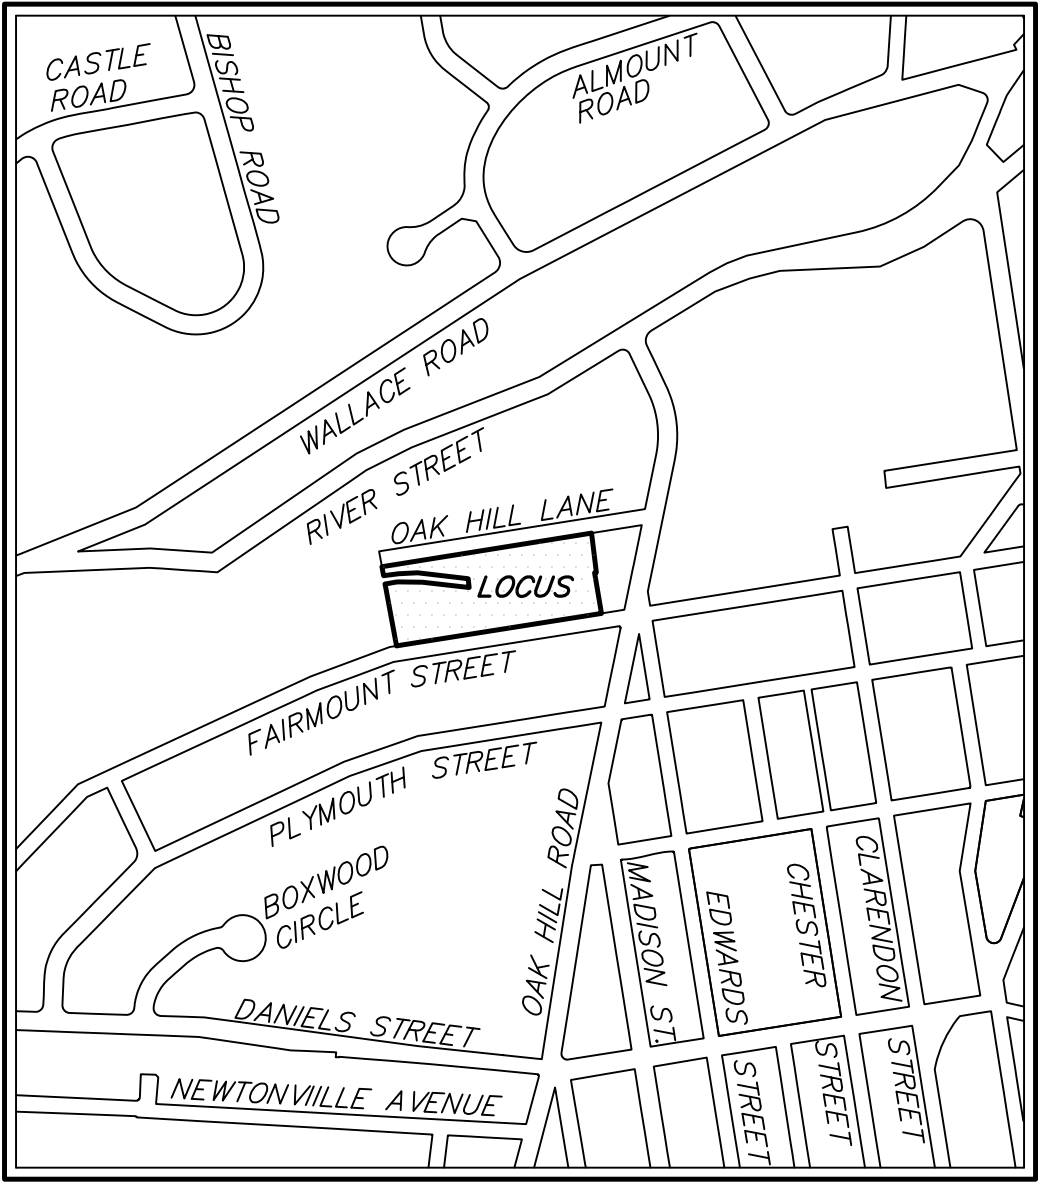 CASTLE
ROAD
BISHOP ROAD
ALMOUNT
ROAD
WALLACE ROAD
RIVER STREET
OAK HILL LANE
LOCUS
FAIRMOUNT STREET
PLYMOUTH STREET
OAK HILL ROAD
BOXWOOD
CIRCLE
MADISON ST.
EDWARDS
STREET
CHESTER
STREET
CLARENDON
STREET
DANIELS STREET
NEWTONVIILLE AVENUE